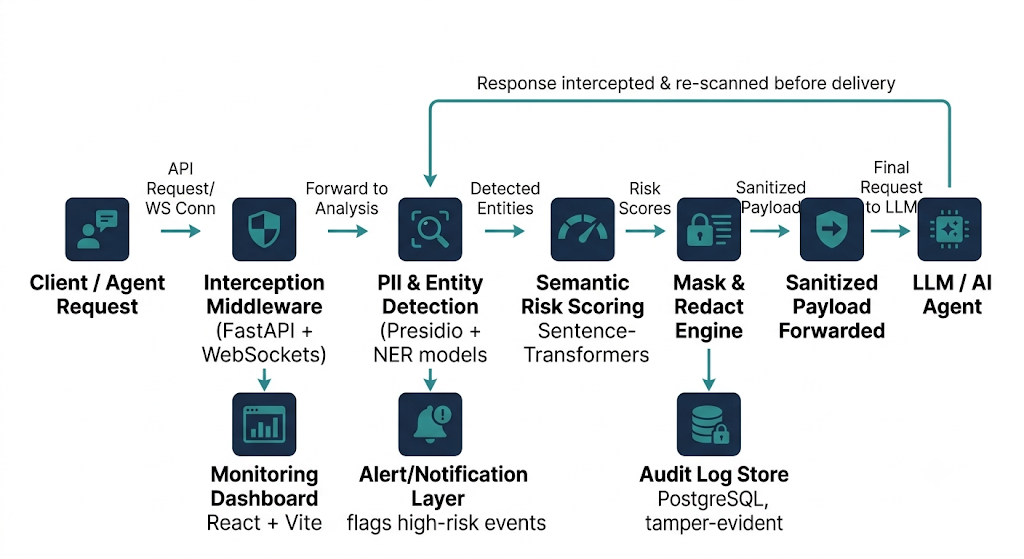 Response intercepted & re-scanned before delivery
API
Request/
WS Conn
Forward to
Analysis
Detected
Entities
Risk
Scores
Sanitized
Payload
Final
Request
to LLM
Client / Agent
Request
Interception
Middleware
(FastAPI +
WebSockets)
PII & Entity
Detection
(Presidio +
NER models
Semantic
Risk Scoring
Sentence-
Transformers
Mask &
Redact
Engine
Sanitized
Payload
Forwarded
LLM / AI
Agent
Monitoring
Dashboard
React + Vite
Alert/Notification
Layer
flags high-risk events
Audit Log Store
PostgreSQL,
tamper-evident